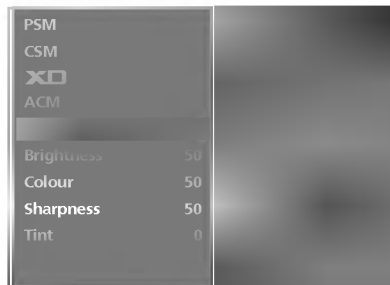 PSM
CSM
XD
ACM
Brightness 50
Colour 50
Sharpness 50
Tint 0